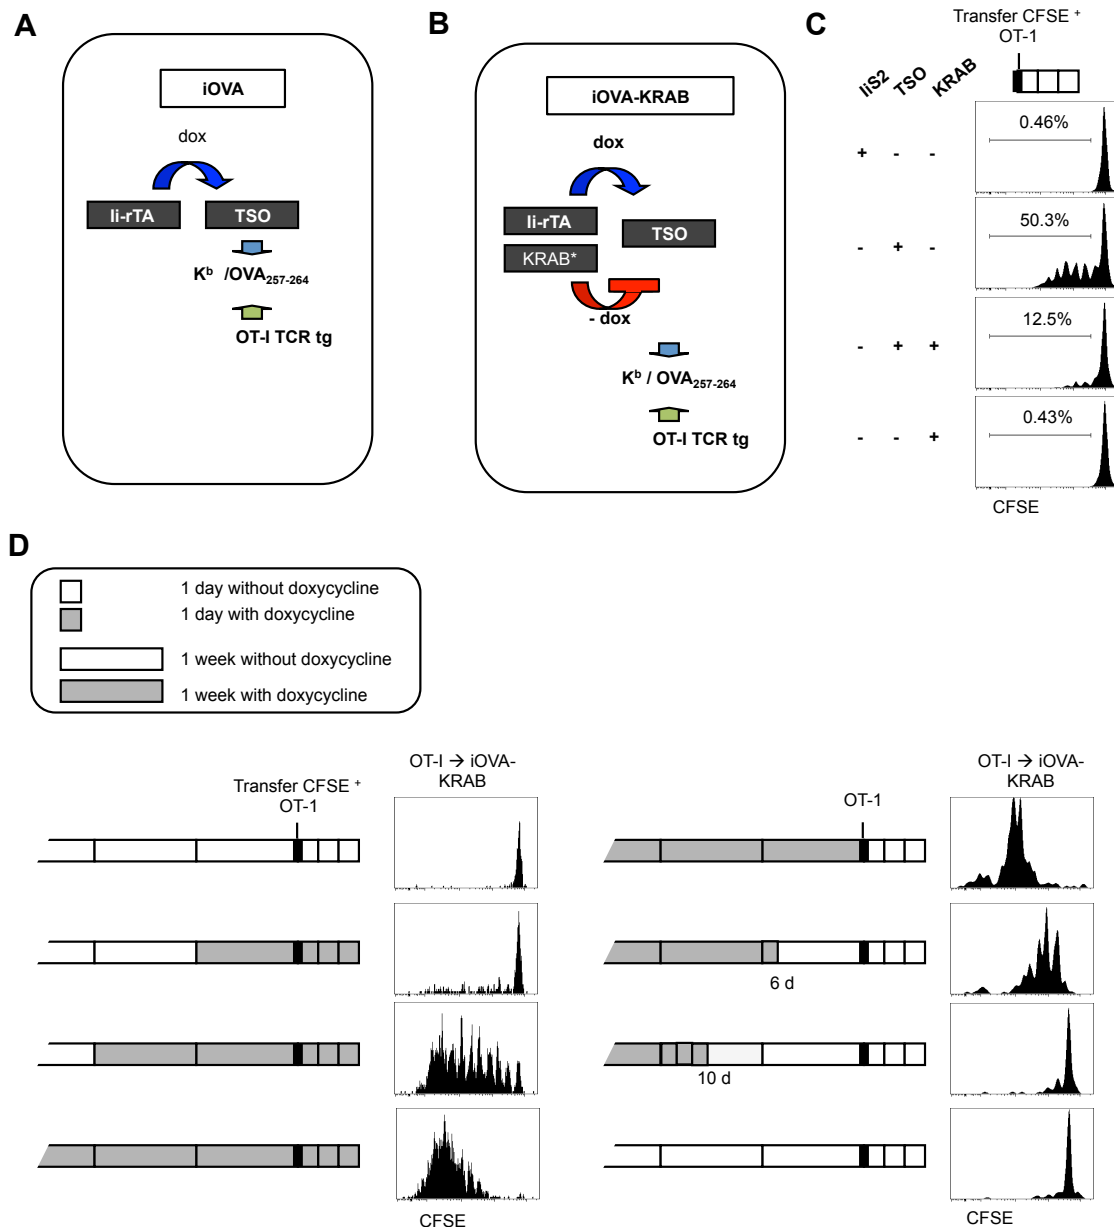 A
iOVA
dox
Ii-rTA
TSO
Kb /OVA257-264
OT-I TCR tg
B
iOVA-KRAB
dox
Ii-rTA
KRAB*
TSO
- dox
Kb / OVA257-264
OT-I TCR tg
C
Transfer CFSE +
OT-1
IiS2 TSO KRAB
+ - -
0.46%
- + -
50.3%
- + +
12.5%
- - +
0.43%
CFSE
D
1 day without doxycycline
1 day with doxycycline
1 week without doxycycline
1 week with doxycycline
Transfer CFSE +
OT-1
OT-I → iOVA-
KRAB
CFSE
OT-1
OT-I → iOVA-
KRAB
6 d
10 d
CFSE